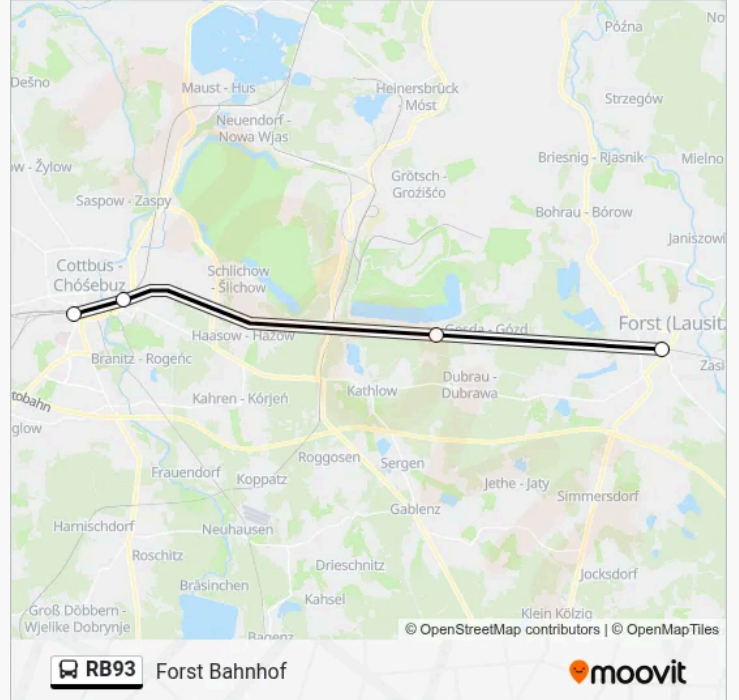 Późna
No
Dešno
Maust - Hus
Heinersbrück
Móst
Strzegów
Neuendorf -
Nowa Wjas
Briesnig - Rjasnik
Mielno
ow - Žylow
Grötsch -
Groźišćo
Saspow - Zaspy
Bohrau - Bórow
Janiszowi
Cottbus -
Chóśebuz
Schlichow
- Šlichow
Forst (Lausitz
Haasow - Hažow
Gosda - Gózd
Branitz - Rogeńc
Zasi
Kathlow
Dubrau -
Dubrawa
tobahn
Kahren - Kórjeń
glow
Roggosen
Sergen
Frauendorf
Koppatz
Jethe - Jaty
Simmersdorf
Gablenz
Harnischdorf
Neuhausen
Roschitz
Drieschnitz
Jocksdorf
Bräsinchen
Kahsel
Groß Döbbern -
Wjelike Dobrynje
Klein Kölzig
Bagenz
© OpenStreetMap contributors | © OpenMapTiles
RB93 Forst Bahnhof
moovit